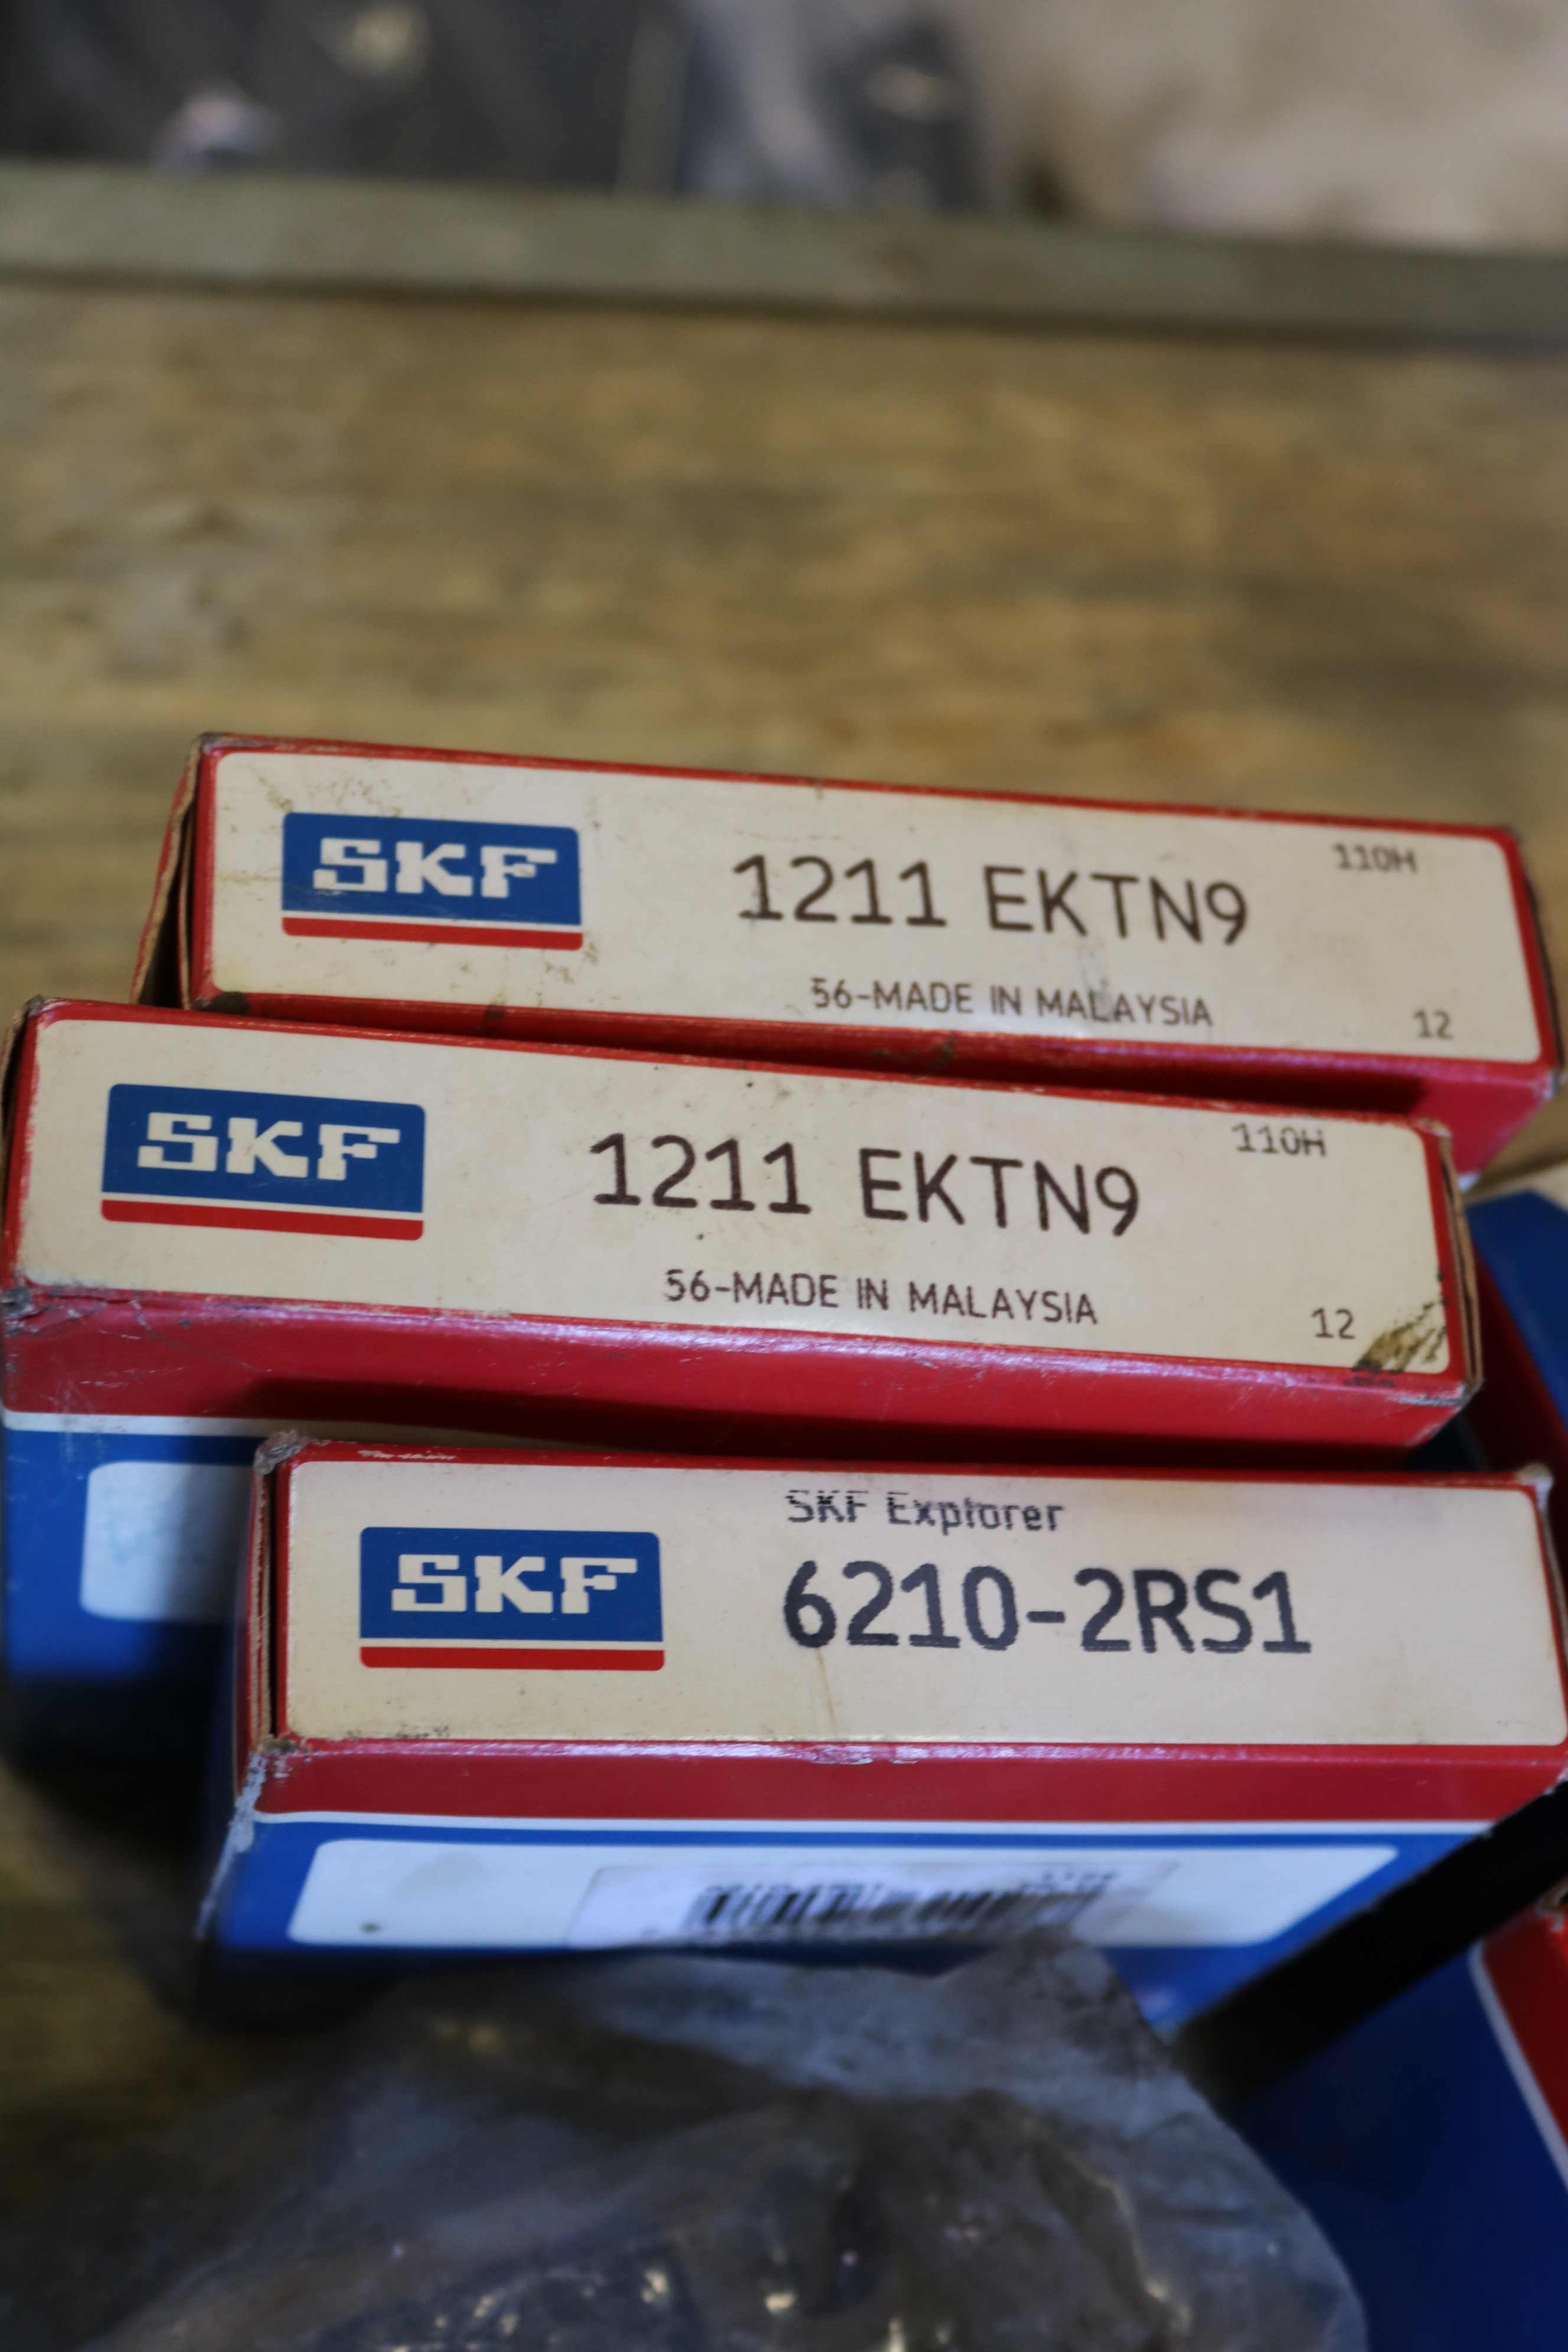 SKF
1211 EKTN9
110H
56-MADE IN MALAYSIA
12
SKF
1211 EKTN9
110H
56-MADE IN MALAYSIA
12
SKF
SKF Explorer
6210-2RS1